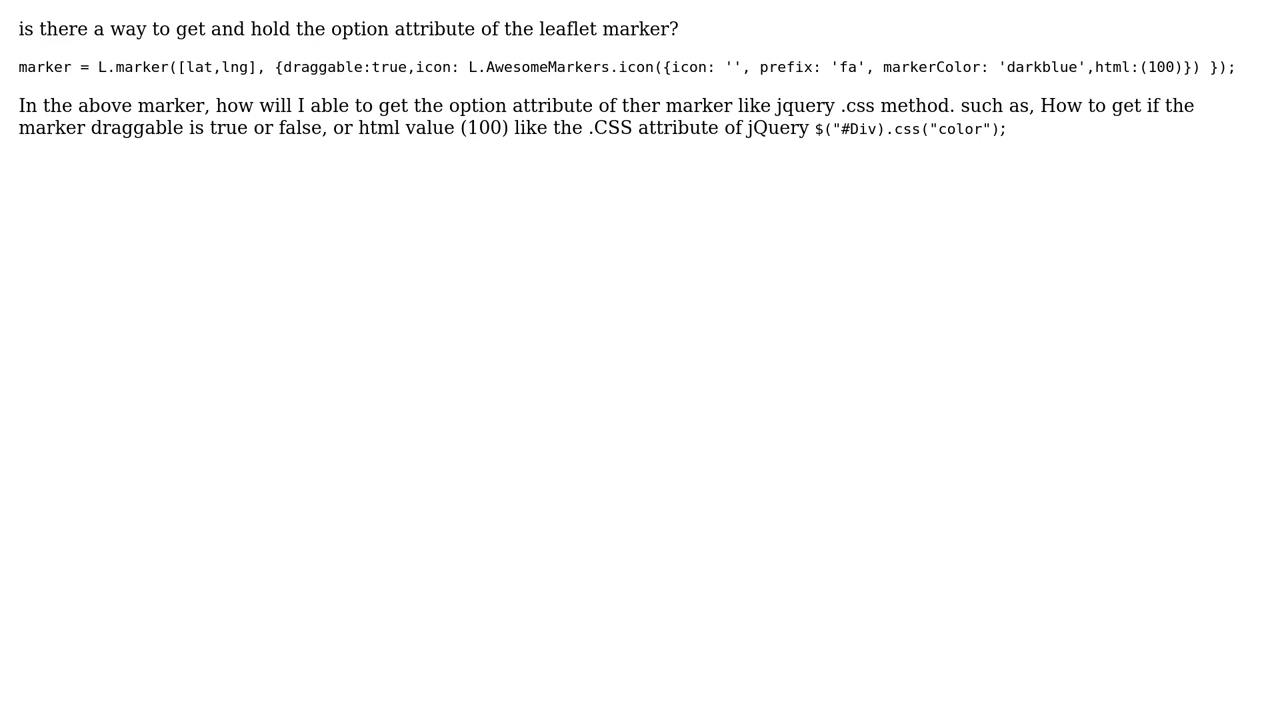 is there a way to get and hold the option attribute of the leaflet marker?
marker = L.marker([lat,lng], {draggable:true,icon: L.AwesomeMarkers.icon({icon: '', prefix: 'fa', markerColor: 'darkblue',html:(100)}) });
In the above marker, how will I able to get the option attribute of ther marker like jquery .css method. such as, How to get if the
marker draggable is true or false, or html value (100) like the .CSS attribute of jQuery $("#Div).css("color");